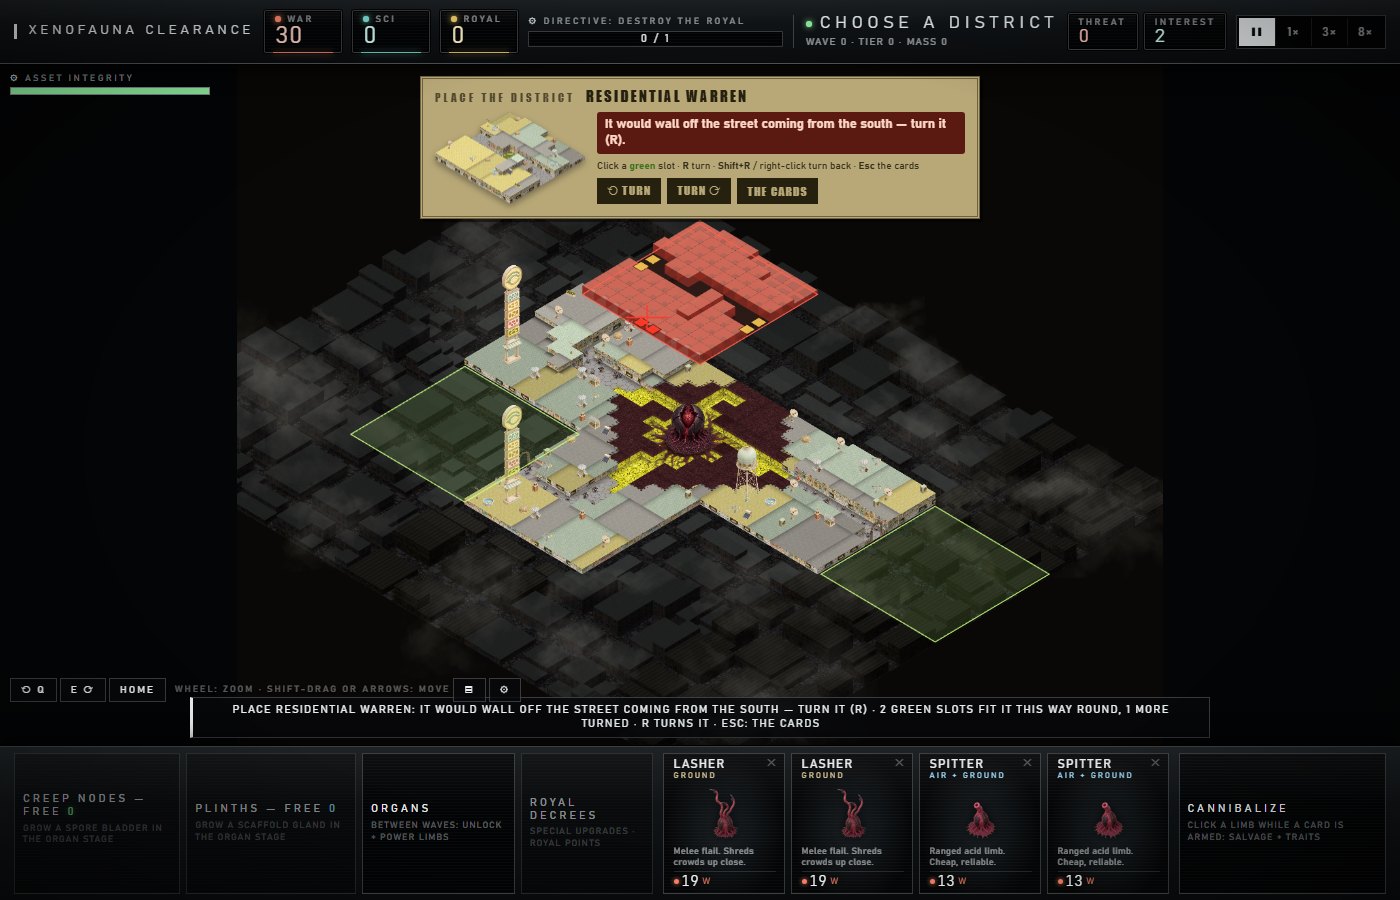 XENOFAUNA CLEARANCE
WAR
30
SCI
0
ROYAL
0
DIRECTIVE: DESTROY THE ROYAL
0 / 1
CHOOSE A DISTRICT
WAVE 0 · TIER 0 · MASS 0
THREAT
0
INTEREST
2
1×
3×
8×
ASSET INTEGRITY
PLACE THE DISTRICT RESIDENTIAL WARREN
It would wall off the street coming from the south — turn it
(R).
Click a green slot · R turn · Shift+R / right-click turn back · Esc the cards
TURN
TURN
THE CARDS
Q
E
HOME
WHEEL: ZOOM · SHIFT-DRAG OR ARROWS: MOVE
PLACE RESIDENTIAL WARREN: IT WOULD WALL OFF THE STREET COMING FROM THE SOUTH — TURN IT (R) · 2 GREEN SLOTS FIT IT THIS WAY ROUND, 1 MORE
TURNED · R TURNS IT · ESC: THE CARDS
CREEP NODES —
FREE 0
GROW A SPORE BLADDER IN
THE ORGAN STAGE
PLINTHS — FREE 0
GROW A SCAFFOLD GLAND IN
THE ORGAN STAGE
ORGANS
BETWEEN WAVES: UNLOCK
+ POWER LIMBS
ROYAL
DECREES
SPECIAL UPGRADES ·
ROYAL POINTS
LASHER
GROUND
Melee flail. Shreds
crowds up close.
19 W
LASHER
GROUND
Melee flail. Shreds
crowds up close.
19 W
SPITTER
AIR + GROUND
Ranged acid limb.
Cheap, reliable.
13 W
SPITTER
AIR + GROUND
Ranged acid limb.
Cheap, reliable.
13 W
CANNIBALIZE
CLICK A LIMB WHILE A CARD IS
ARMED: SALVAGE + TRAITS